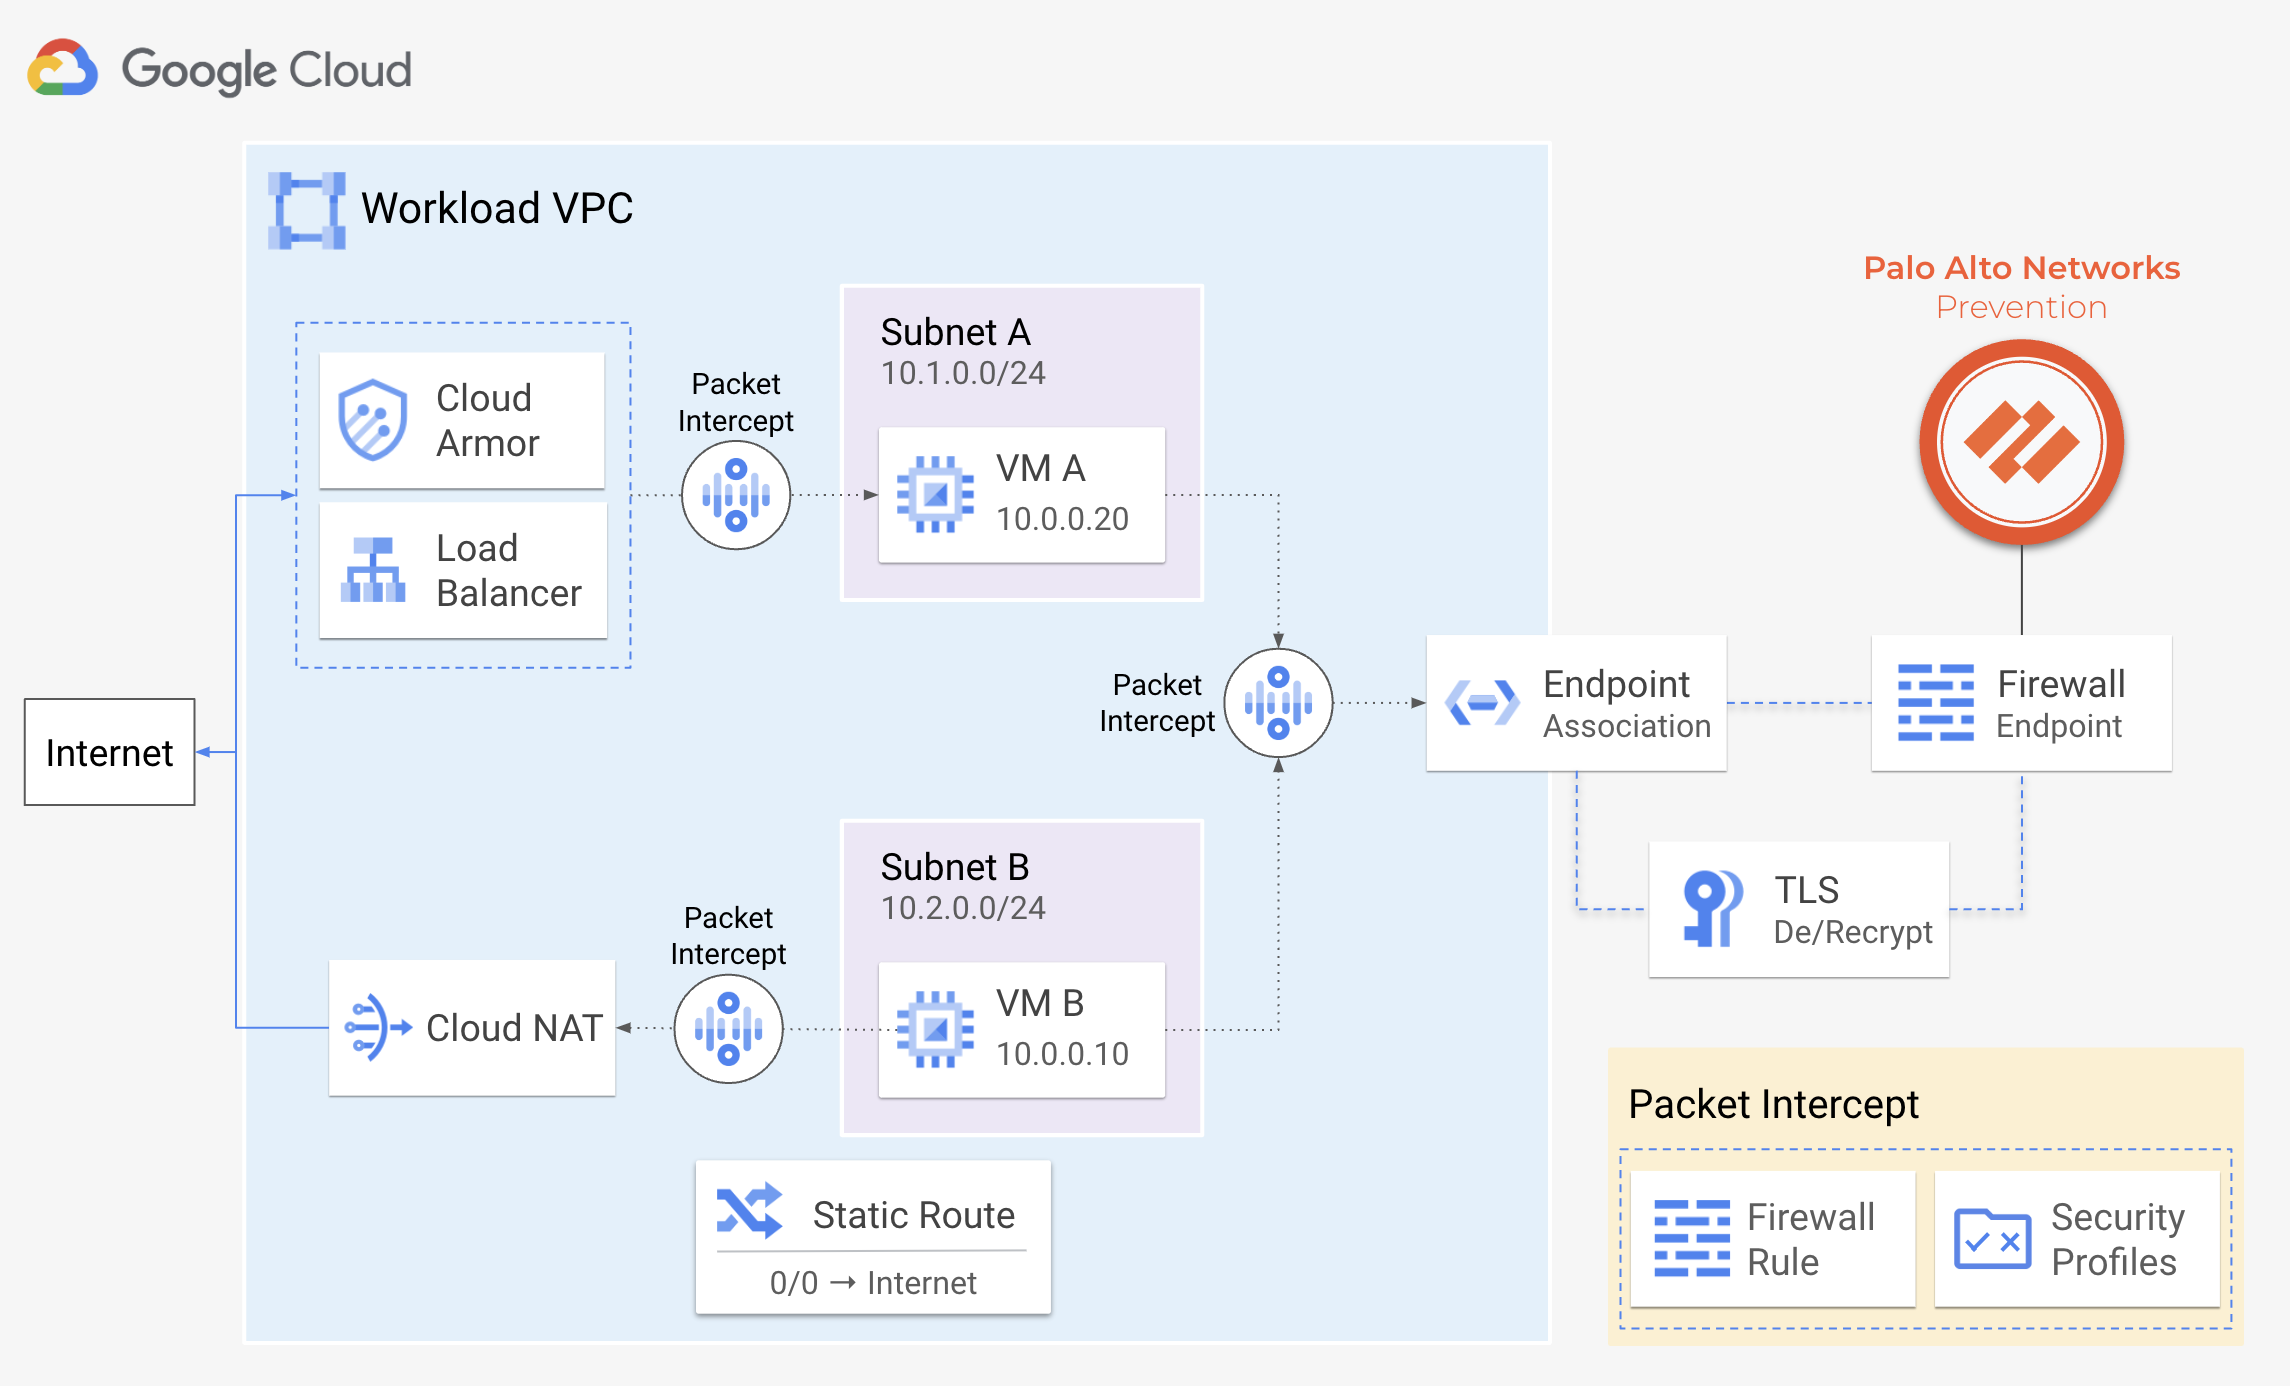 Google Cloud
Workload VPC
Palo Alto Networks
Prevention
Cloud
Armor
Load
Balancer
Packet
Intercept
Subnet A
10.1.0.0/24
VM A
10.0.0.20
Internet
Packet
Intercept
Endpoint
Association
Firewall
Endpoint
TLS
De/Recrypt
Cloud NAT
Packet
Intercept
Subnet B
10.2.0.0/24
VM B
10.0.0.10
Static Route
0/0 → Internet
Packet Intercept
Firewall
Rule
Security
Profiles